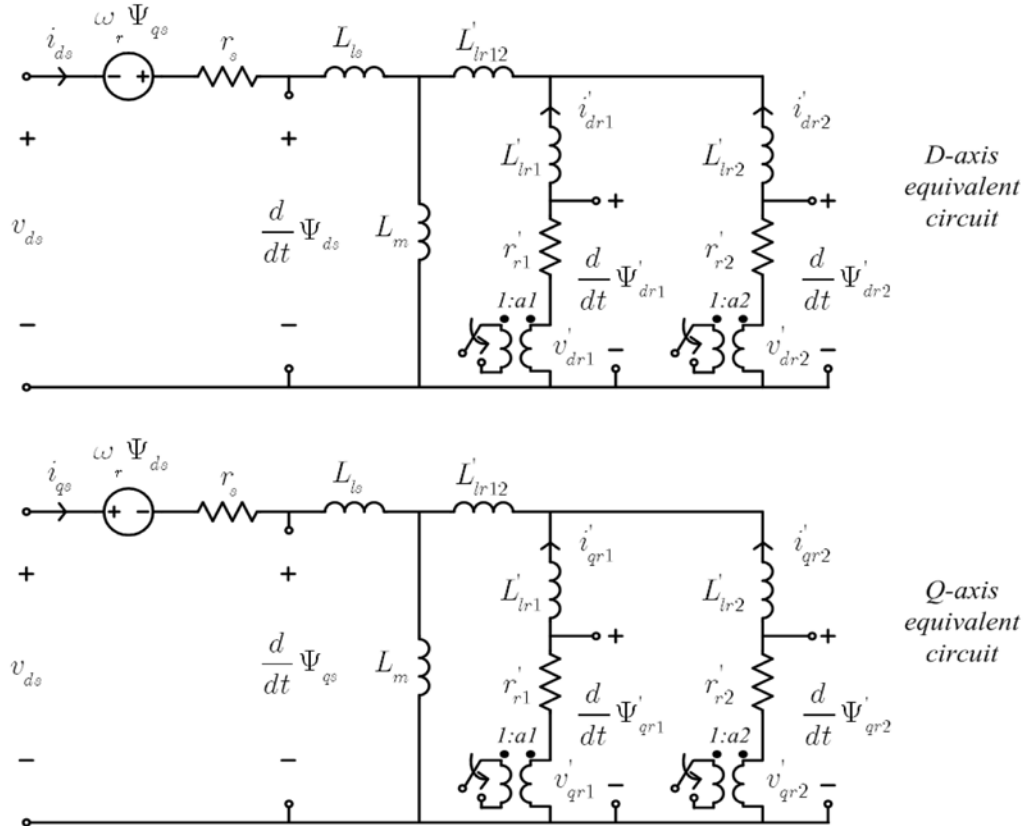 ω_r Ψ_qs
i_ds
r_s
L_ls
L'_lr12
i'_dr1
i'_dr2
+
+
L'_lr1
L'_lr2
D-axis
equivalent
circuit
+
+
v_ds
d/dt Ψ_ds
L_m
r'_r1
r'_r2
d/dt Ψ'_dr1
d/dt Ψ'_dr2
1:a1
1:a2
v'_dr1
v'_dr2
−
−
−
−
− +
ω_r Ψ_ds
i_qs
r_s
L_ls
L'_lr12
+ −
i'_qr1
i'_qr2
+
+
L'_lr1
L'_lr2
Q-axis
equivalent
circuit
+
+
v_ds
d/dt Ψ_qs
L_m
r'_r1
r'_r2
d/dt Ψ'_qr1
d/dt Ψ'_qr2
1:a1
1:a2
v'_qr1
v'_qr2
−
−
−
−